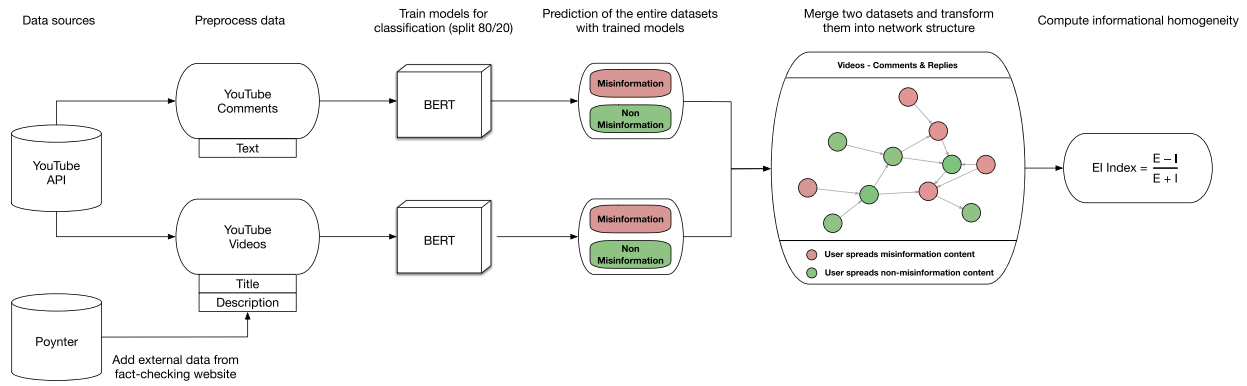 Data sources
Preprocess data
Train models for
classification (split 80/20)
Prediction of the entire datasets
with trained models
Merge two datasets and transform
them into network structure
Compute informational homogeneity
YouTube
API
YouTube
Comments
Text
BERT
Misinformation
Non
Misinformation
YouTube
Videos
Title
Description
BERT
Misinformation
Non
Misinformation
Poynter
Add external data from
fact-checking website
Videos - Comments & Replies
User spreads misinformation content
User spreads non-misinformation content
EI Index = E – I
E + I